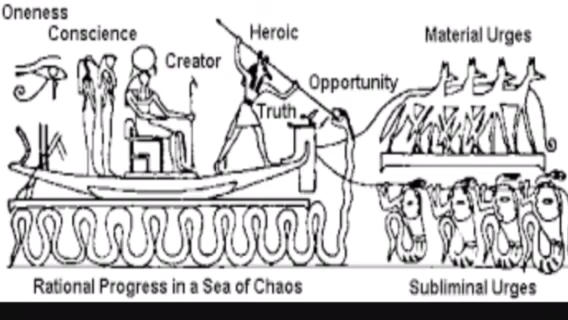 Oneness
Conscience
Heroic
Material Urges
Creator
Opportunity
Truth
Rational Progress in a Sea of Chaos
Subliminal Urges